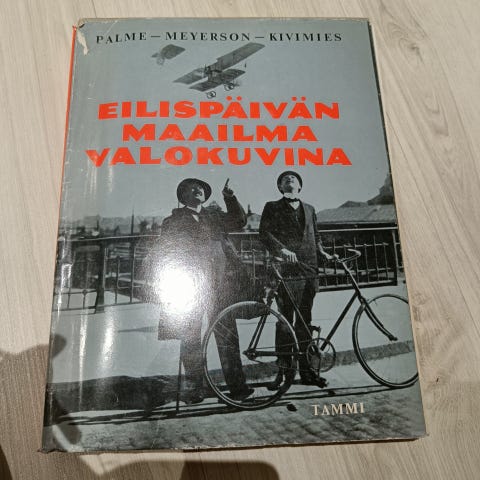 PALME – MEYERSON – KIVIMIES
EILISPÄIVÄN
MAAILMA
VALOKUVINA
TAMMI